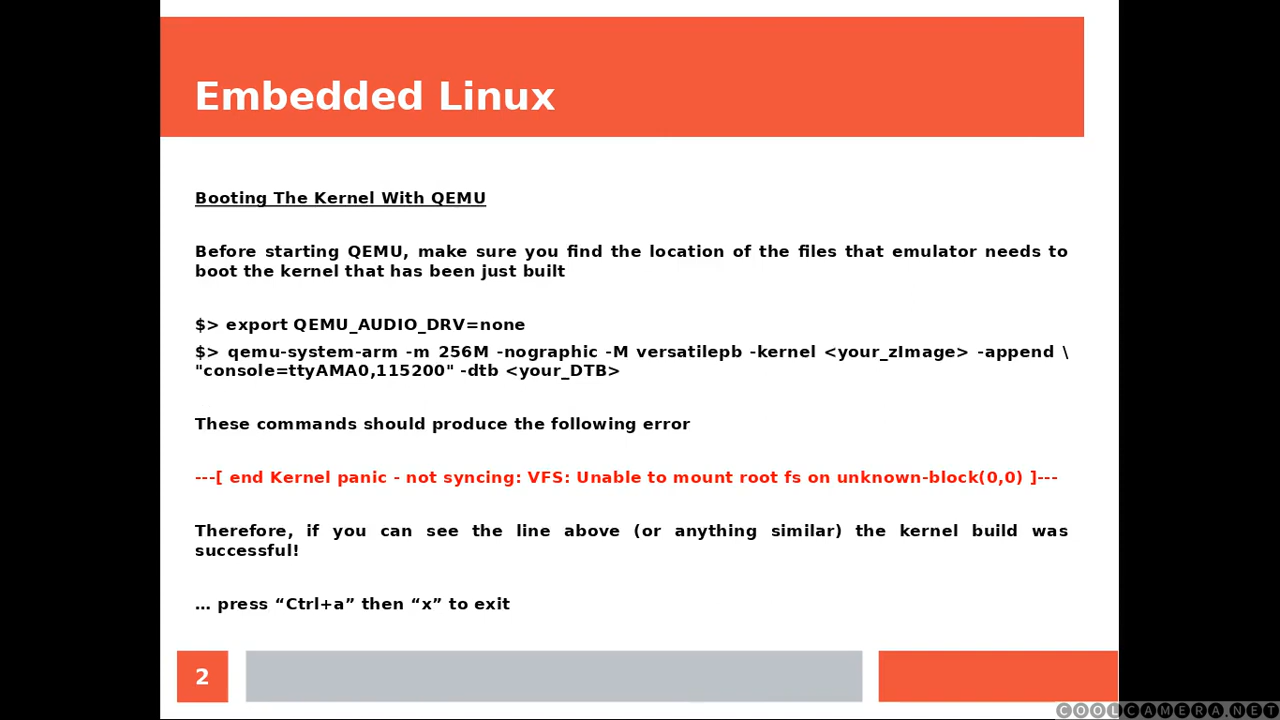 Embedded Linux
Booting The Kernel With QEMU
Before starting QEMU, make sure you find the location of the files that emulator needs to
boot the kernel that has been just built
$> export QEMU_AUDIO_DRV=none
$> qemu-system-arm -m 256M -nographic -M versatilepb -kernel <your_zImage> -append \
"console=ttyAMA0,115200" -dtb <your_DTB>
These commands should produce the following error
---[ end Kernel panic - not syncing: VFS: Unable to mount root fs on unknown-block(0,0) ]---
Therefore, if you can see the line above (or anything similar) the kernel build was
successful!
… press “Ctrl+a” then “x” to exit
2
COOLCAMERA.NET